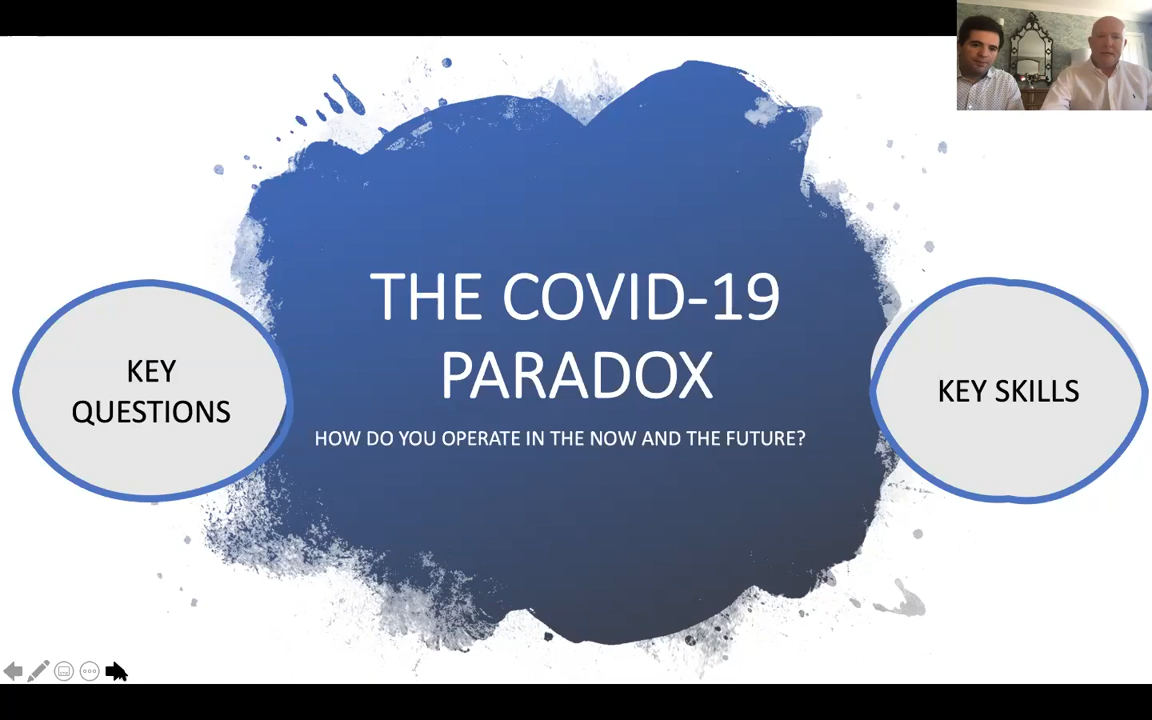 THE COVID-19
PARADOX
HOW DO YOU OPERATE IN THE NOW AND THE FUTURE?
KEY
QUESTIONS
KEY SKILLS